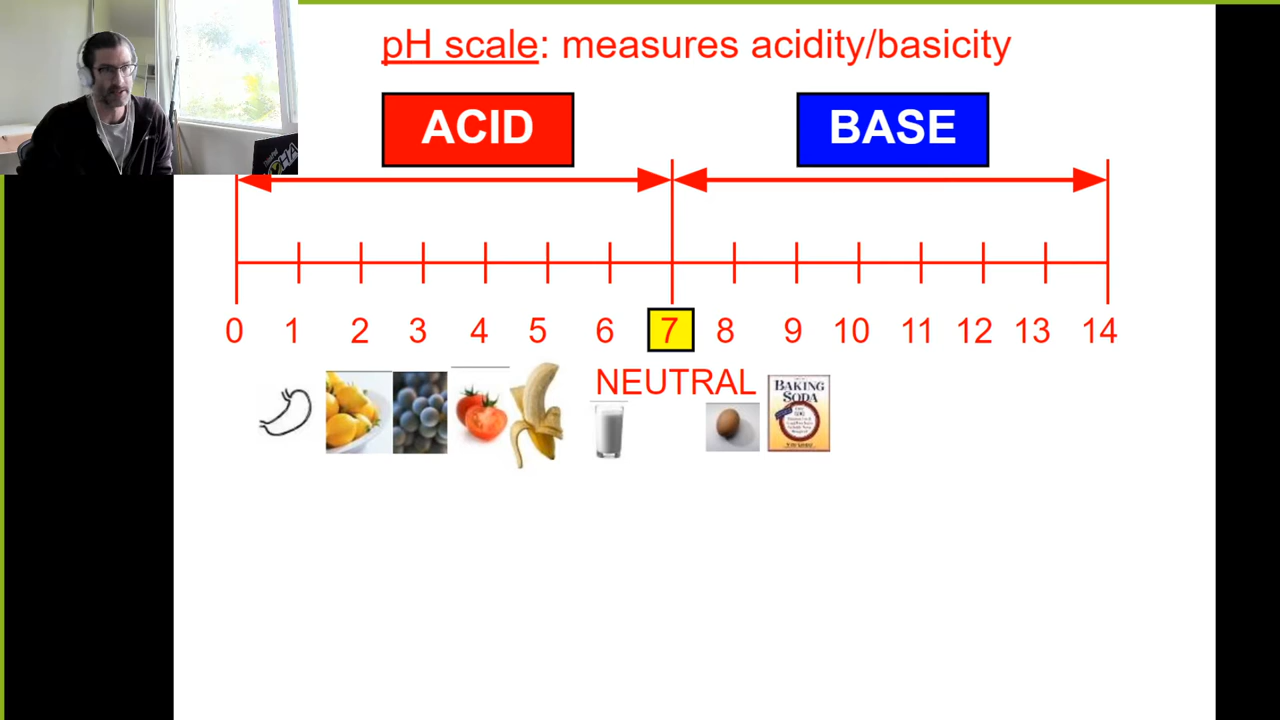 pH scale: measures acidity/basicity
ACID
BASE
0 1 2 3 4 5 6 7 8 9 10 11 12 13 14
NEUTRAL
BAKING
SODA